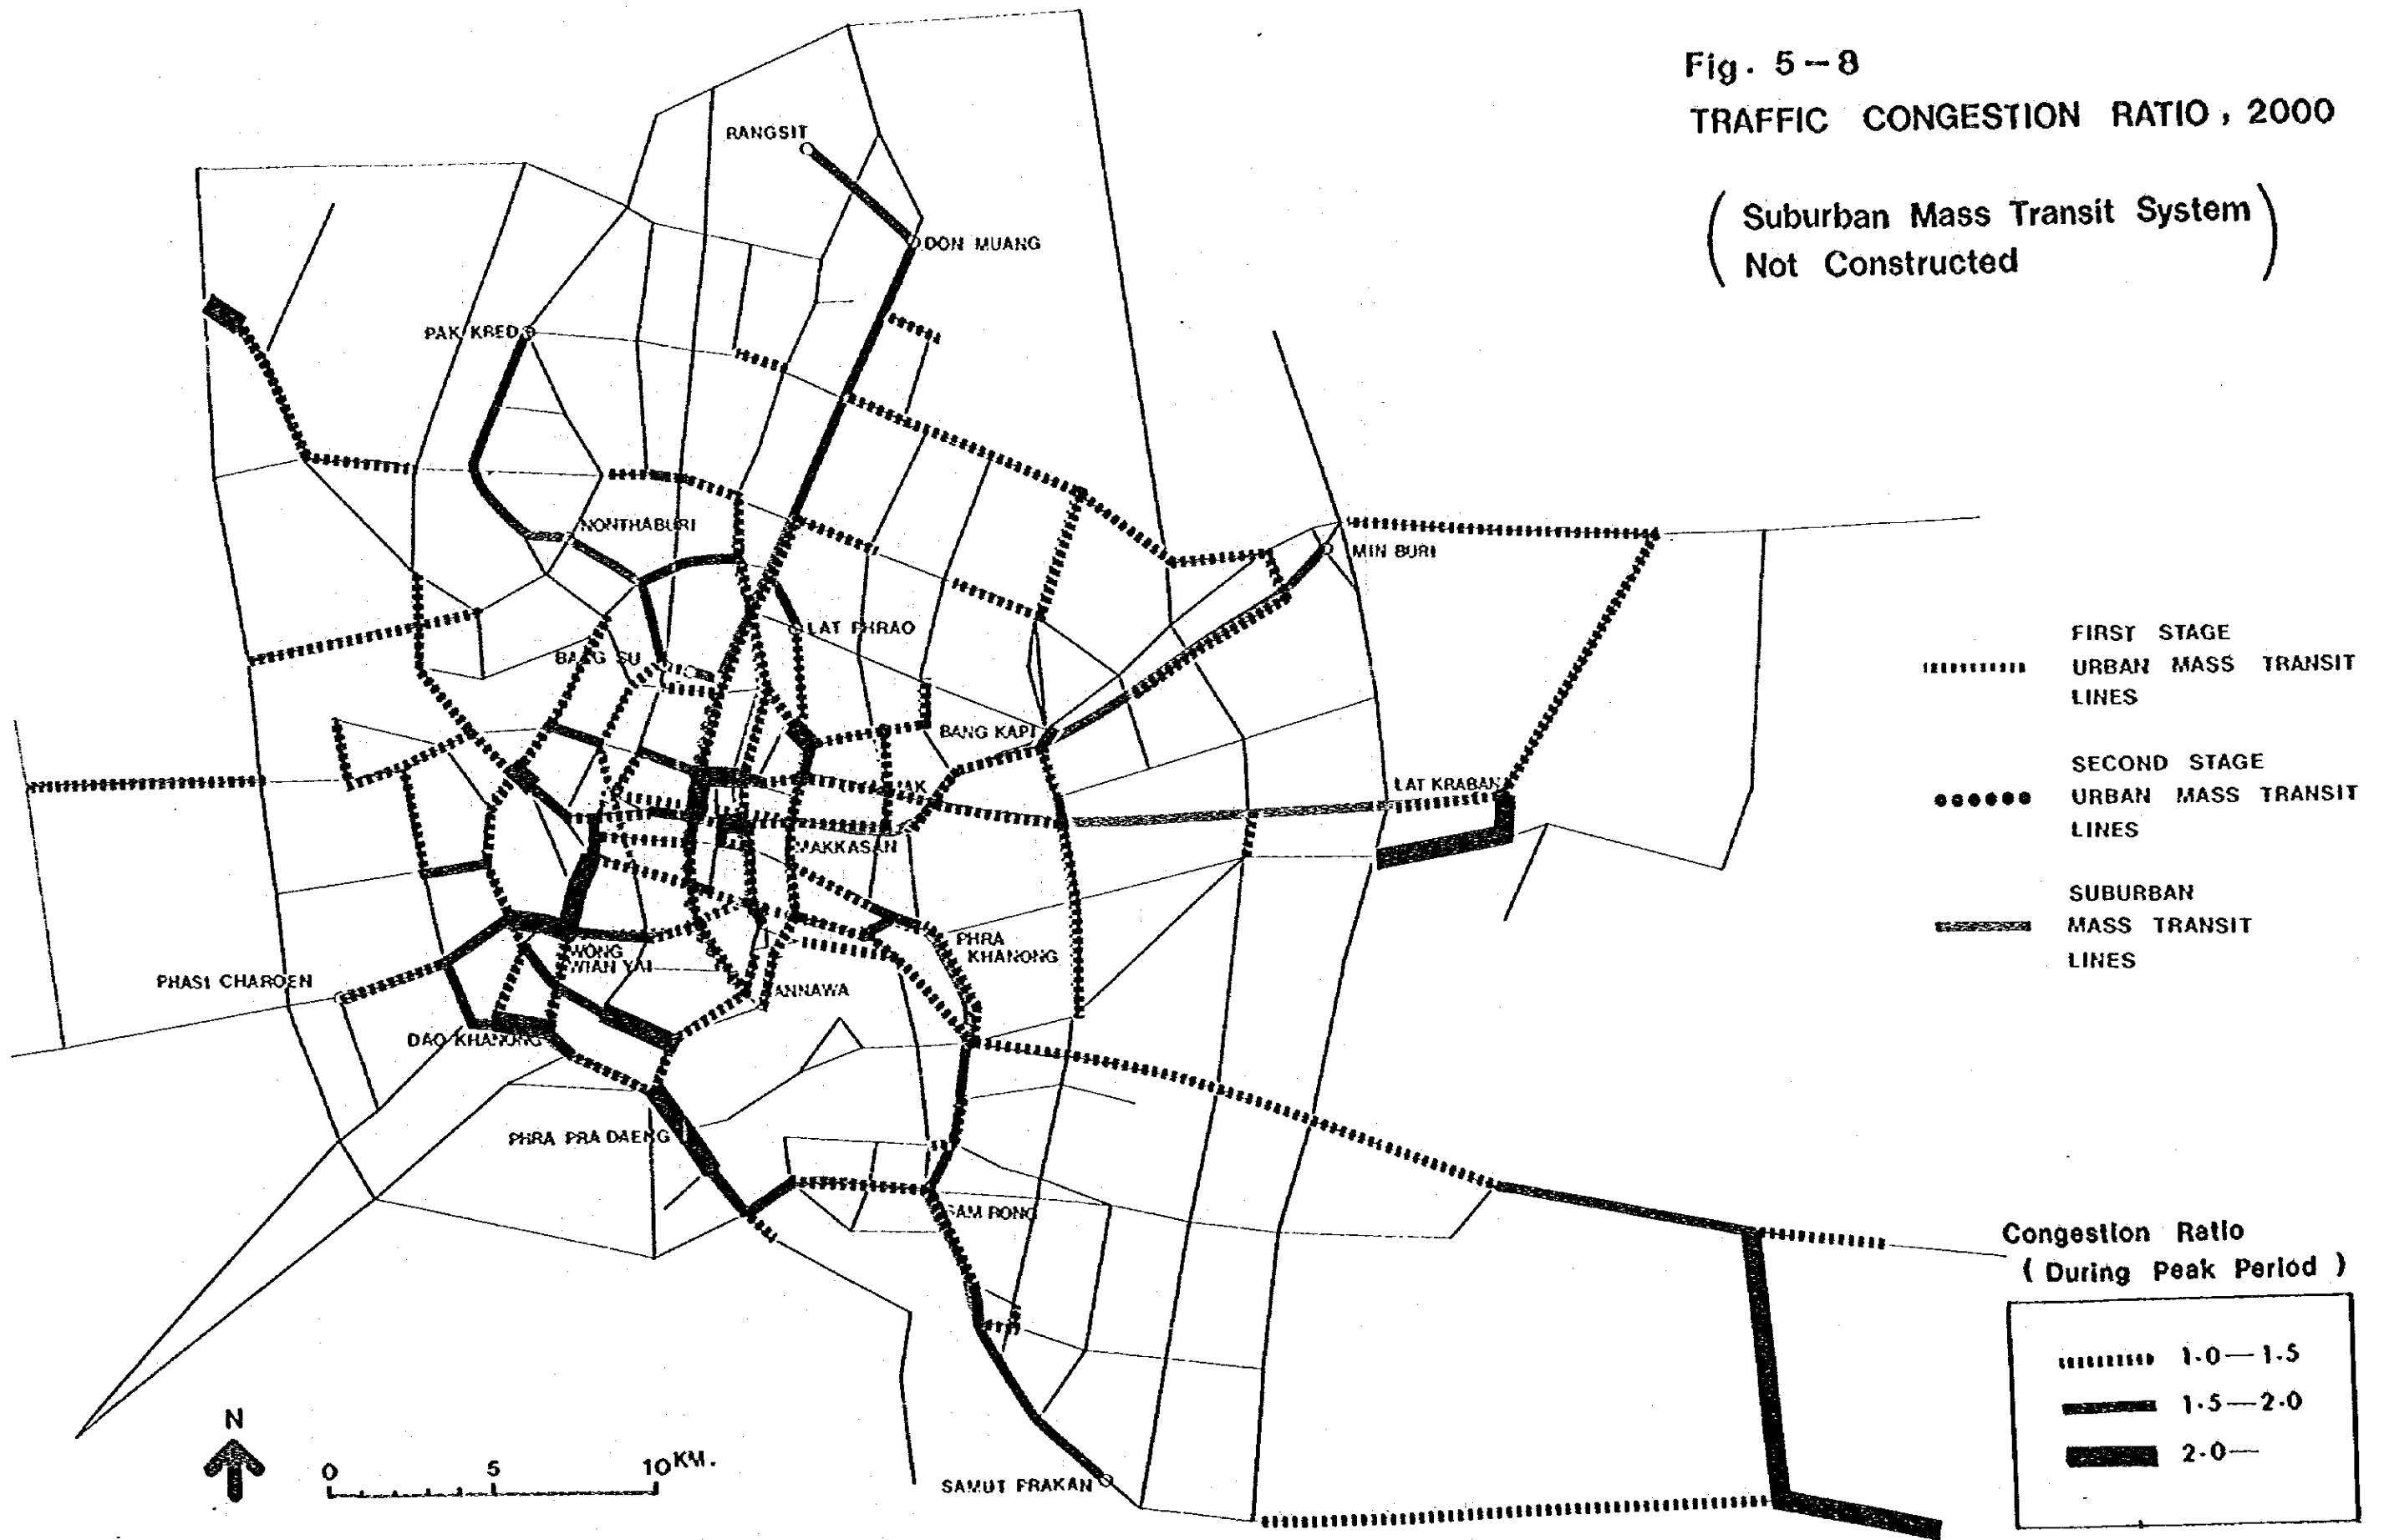 Fig. 5-8
TRAFFIC CONGESTION RATIO, 2000
( Suburban Mass Transit System
Not Constructed )
RANGSIT
DON MUANG
PAK KRED
NONTHABURI
MIN BURI
LAT PHRAO
BANG SU
BANG KAPI
LAT KRABAN
MAKKASAN
PHRA
KHANONG
WONG
WIAN YAI
PHASI CHAROEN
ANNAWA
DAO KHANONG
PHRA PRA DAENG
SAM RONG
SAMUT PRAKAN
FIRST STAGE
URBAN MASS TRANSIT
LINES
SECOND STAGE
URBAN MASS TRANSIT
LINES
SUBURBAN
MASS TRANSIT
LINES
Congestion Ratio
( During Peak Period )
1.0—1.5
1.5—2.0
2.0—
N
0 5 10 KM.